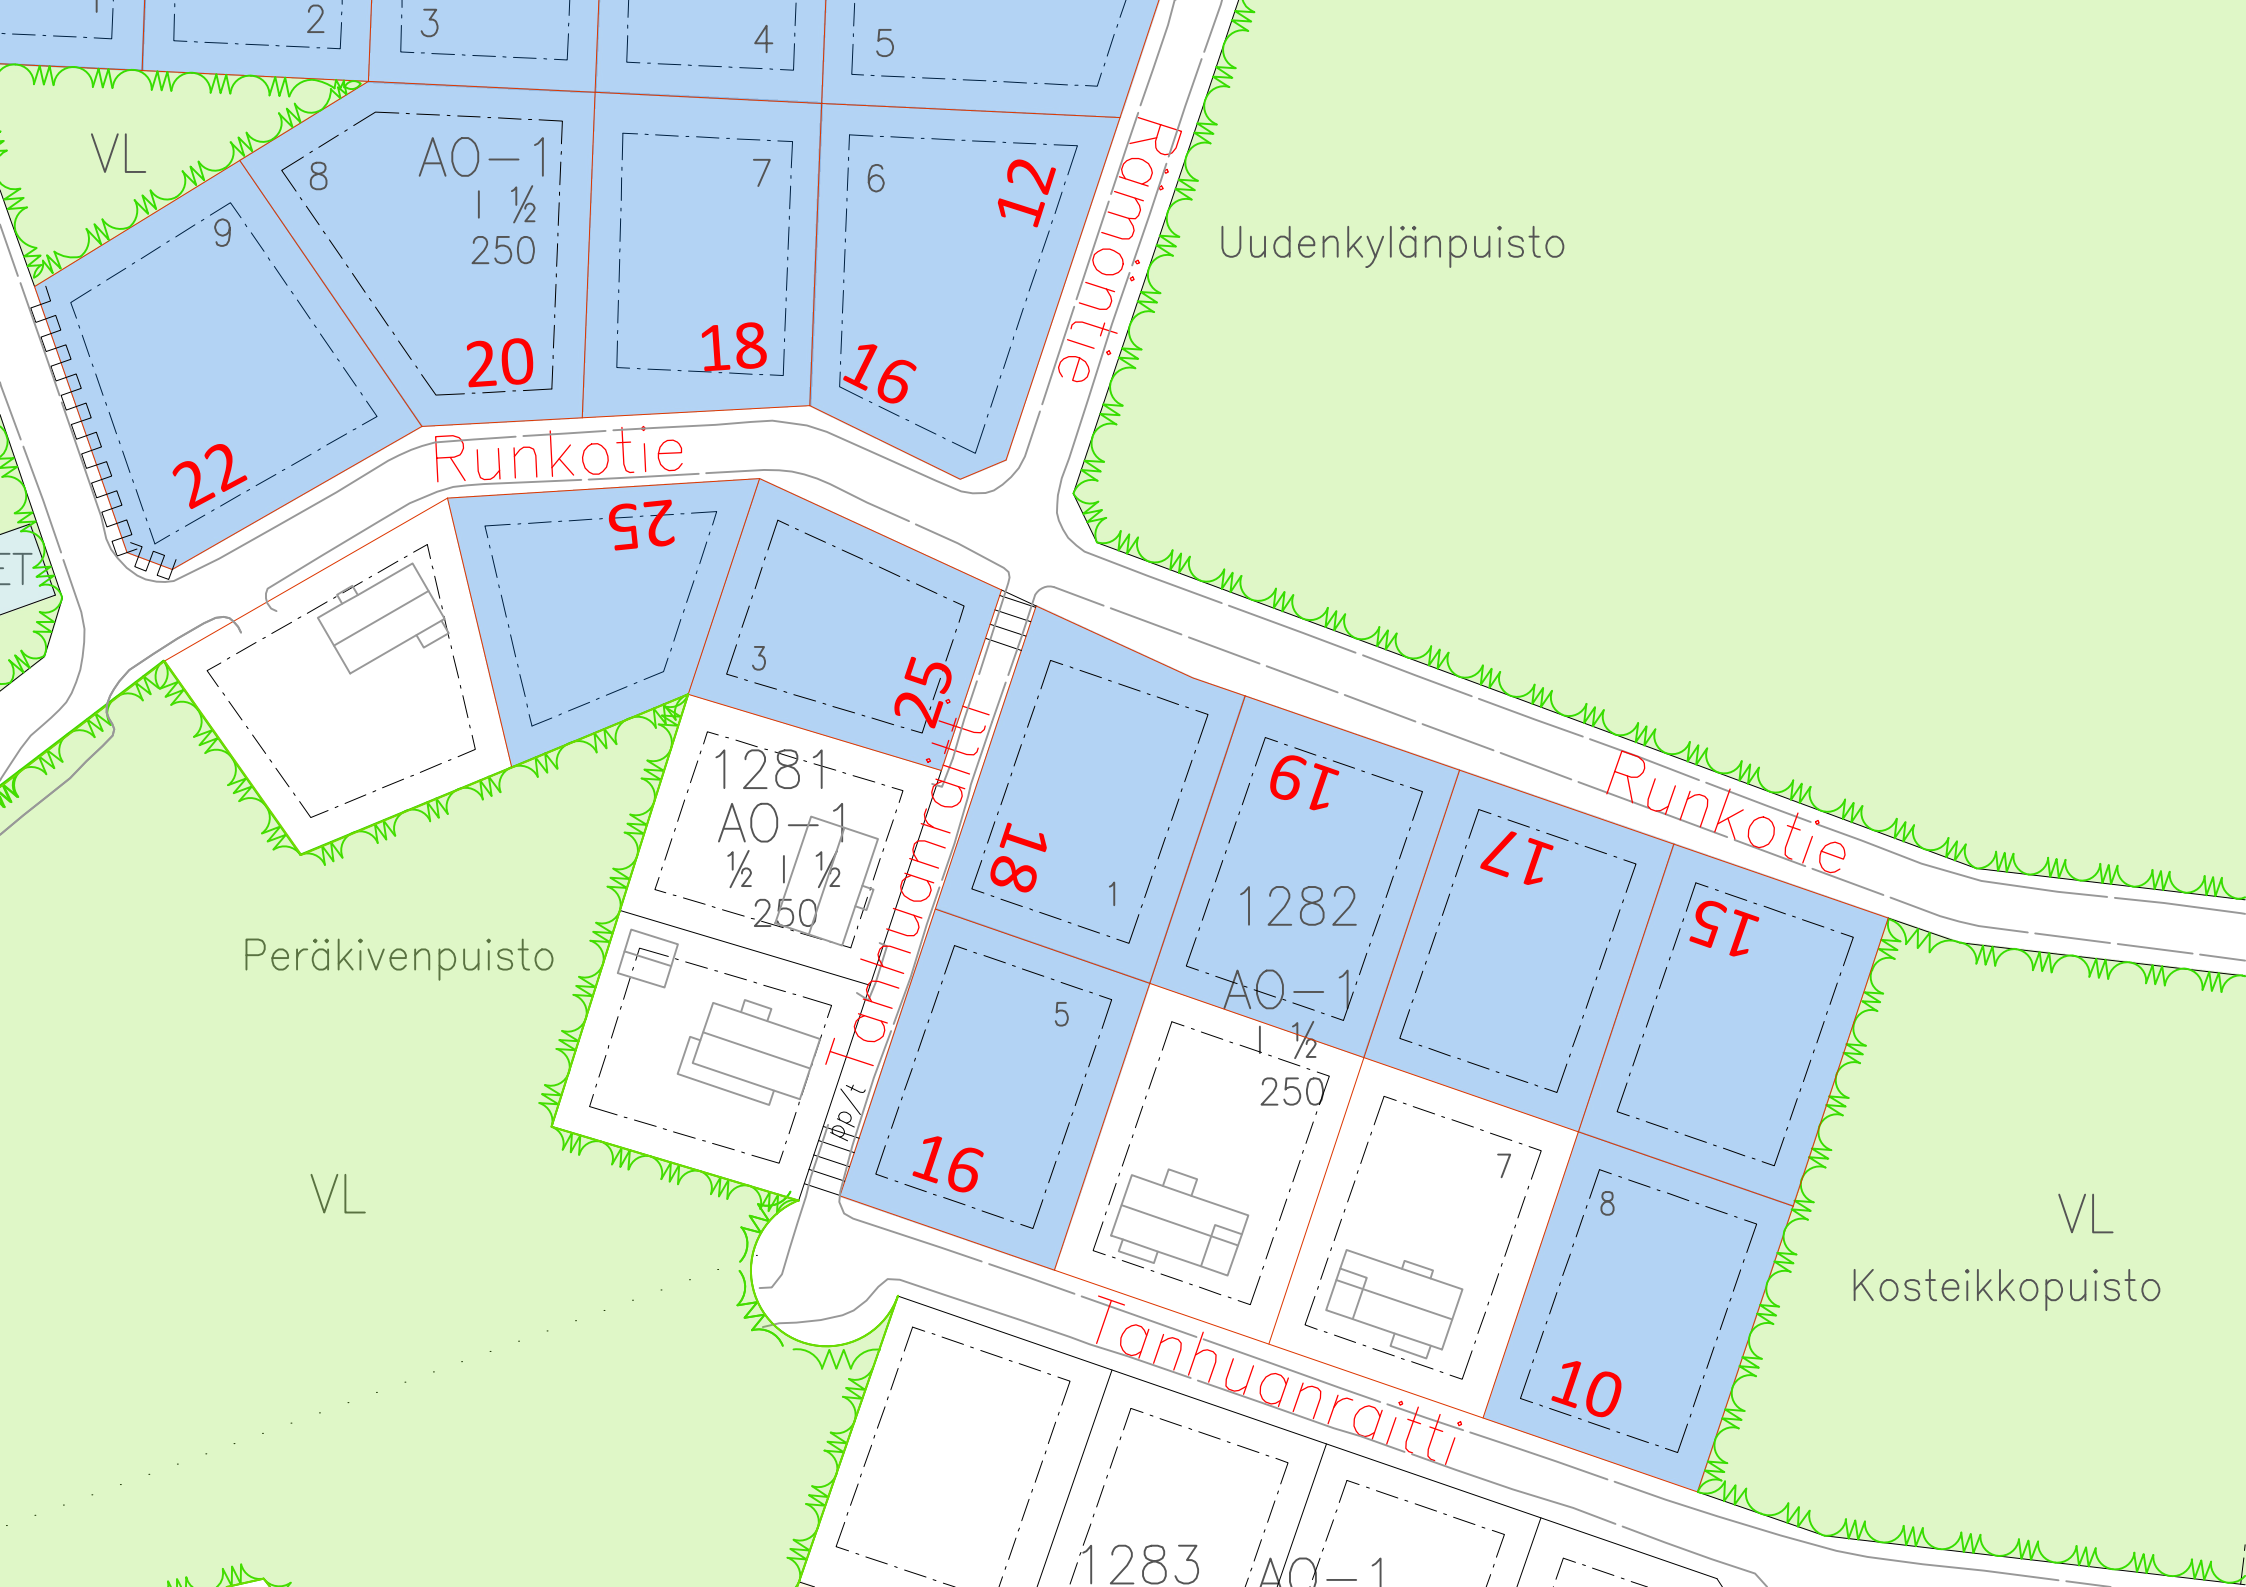 2
3
4
5
VL
8
AO-1
I ½
250
7
6
12
Rämöntie
9
Uudenkylänpuisto
20
18
16
22
Runkotie
25
ET
3
25
1281
AO-1
½ I ½
250
Tanhuanraitti
18
1
19
17
15
Runkotie
1282
AO-1
I ½
250
Peräkivenpuisto
5
pp/t
16
7
8
VL
VL
Kosteikkopuisto
10
Tanhuanraitti
1283
AO-1